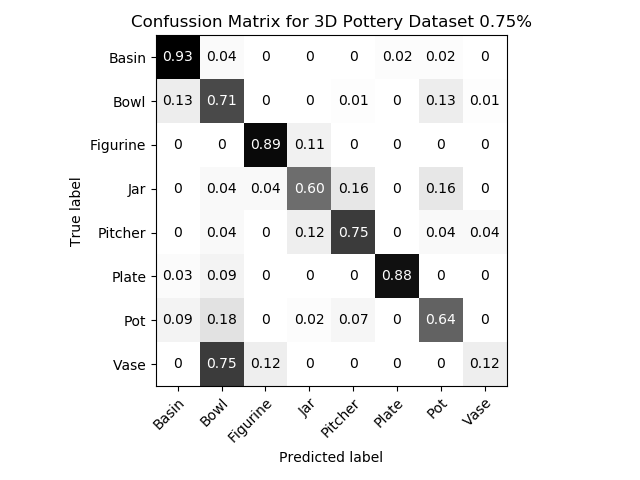 Confussion Matrix for 3D Pottery Dataset 0.75%
Basin 0.93 0.04 0 0 0 0.02 0.02 0
Bowl 0.13 0.71 0 0 0.01 0 0.13 0.01
Figurine 0 0 0.89 0.11 0 0 0 0
Jar 0 0.04 0.04 0.60 0.16 0 0.16 0
Pitcher 0 0.04 0 0.12 0.75 0 0.04 0.04
Plate 0.03 0.09 0 0 0 0.88 0 0
Pot 0.09 0.18 0 0.02 0.07 0 0.64 0
Vase 0 0.75 0.12 0 0 0 0 0.12
True label
Basin Bowl Figurine Jar Pitcher Plate Pot Vase
Predicted label